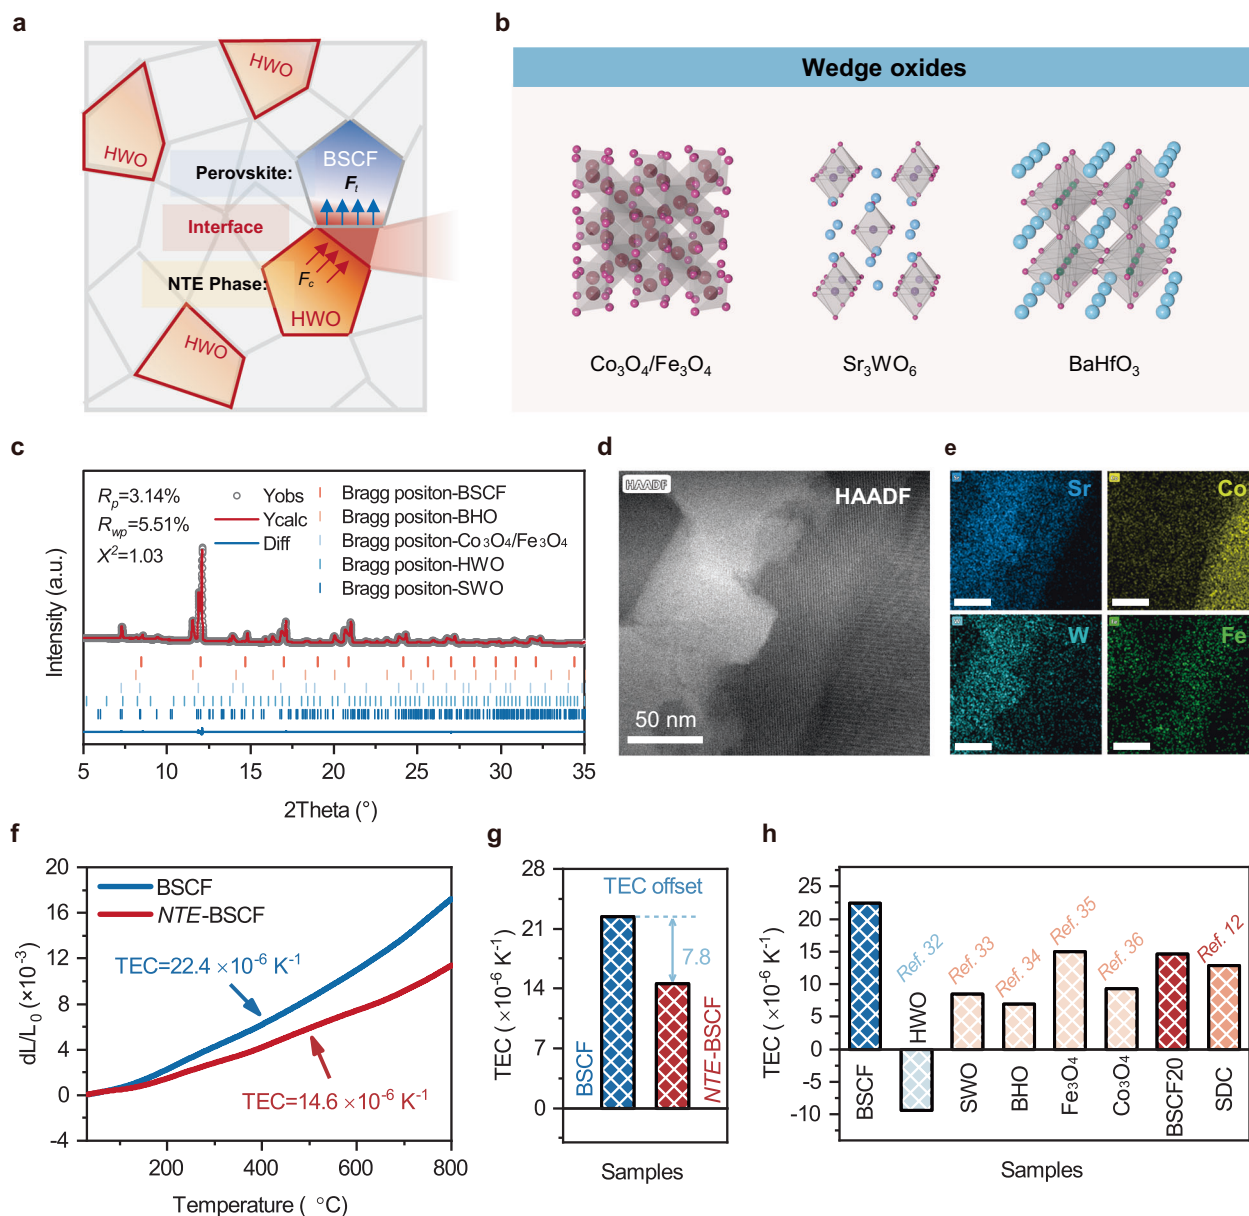 a
HWO
HWO
BSCF
Perovskite:
Ft
Interface
NTE Phase:
Fc
HWO
HWO
b
Wedge oxides
Co3O4/Fe3O4
Sr3WO6
BaHfO3
c
Rp=3.14%
Rwp=5.51%
X2=1.03
Yobs
Ycalc
Diff
Bragg positon-BSCF
Bragg positon-BHO
Bragg positon-Co3O4/Fe3O4
Bragg positon-HWO
Bragg positon-SWO
Intensity (a.u.)
5 10 15 20 25 30 35
2Theta (°)
d
HAADF
HAADF
50 nm
e
Sr
Co
W
Fe
f
20
16
12
8
4
0
-4
dL/L0 (×10-3)
BSCF
NTE-BSCF
TEC=22.4 ×10-6 K-1
TEC=14.6 ×10-6 K-1
200 400 600 800
Temperature ( °C)
g
28
21
14
7
0
TEC (×10-6 K-1)
TEC offset
7.8
BSCF
NTE-BSCF
Samples
h
25
20
15
10
5
0
-5
-10
TEC (×10-6 K-1)
Ref. 32
Ref. 33
Ref. 34
Ref. 35
Ref. 36
Ref. 12
BSCF
HWO
SWO
BHO
Fe3O4
Co3O4
BSCF20
SDC
Samples